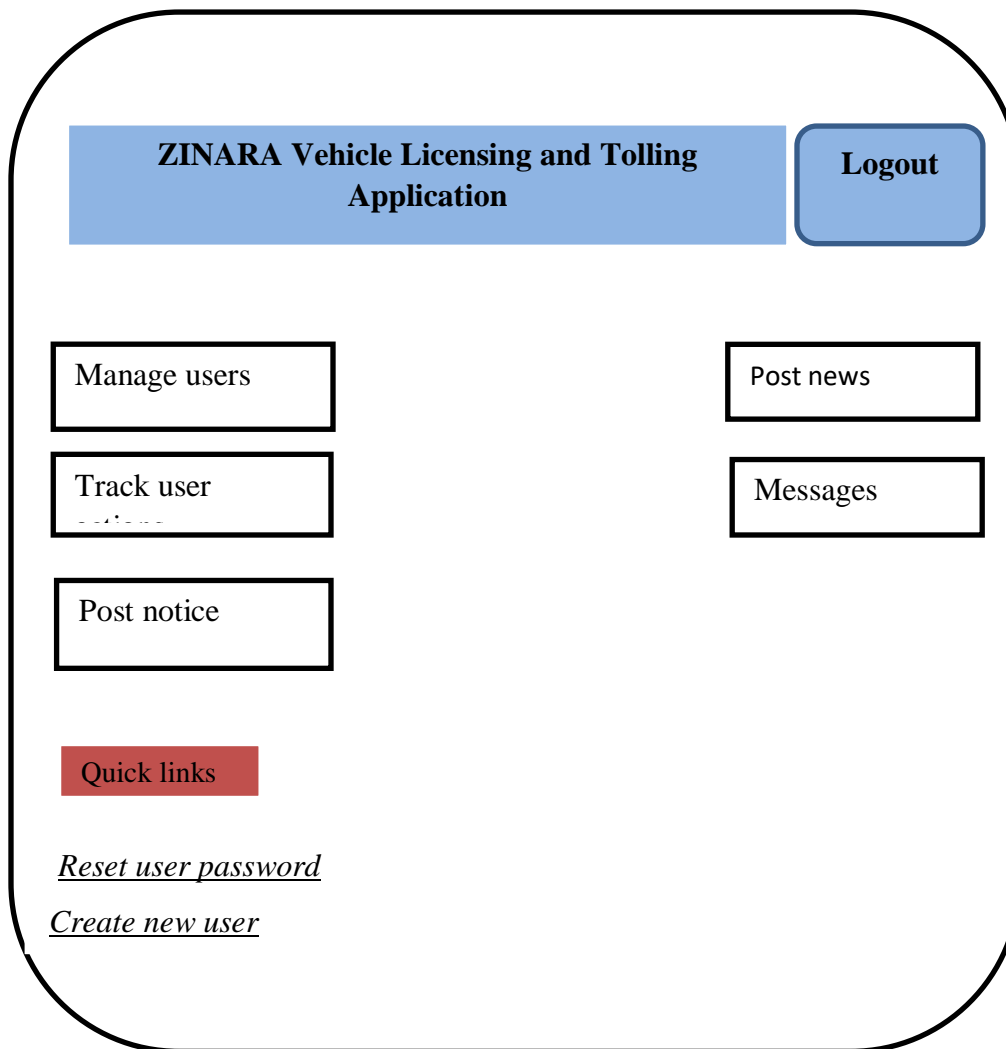 ZINARA Vehicle Licensing and Tolling
Application
Logout
Manage users
Post news
Track user
Messages
Post notice
Quick links
Reset user password
Create new user